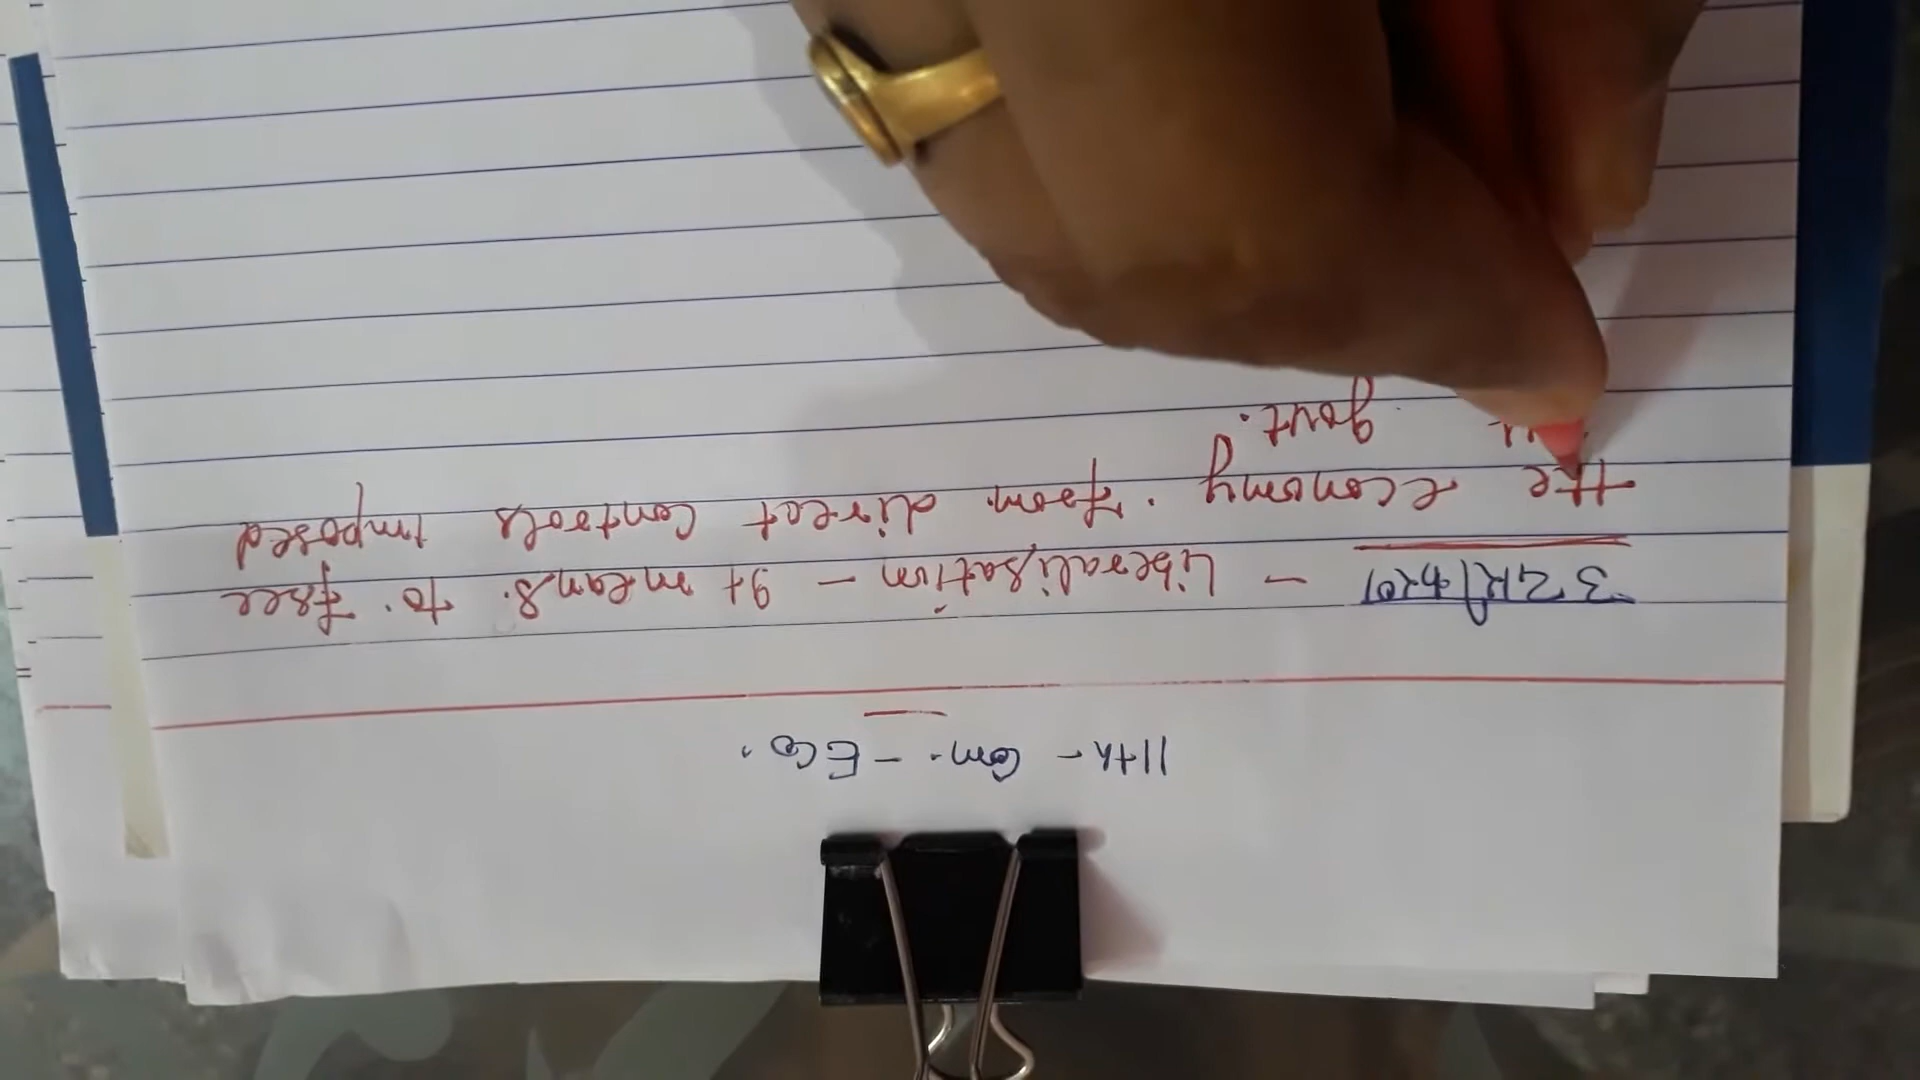 11th - Com. - Eco.
उदारीकरण - Liberalisation - It means to free
the economy from direct Controls imposed
govt.